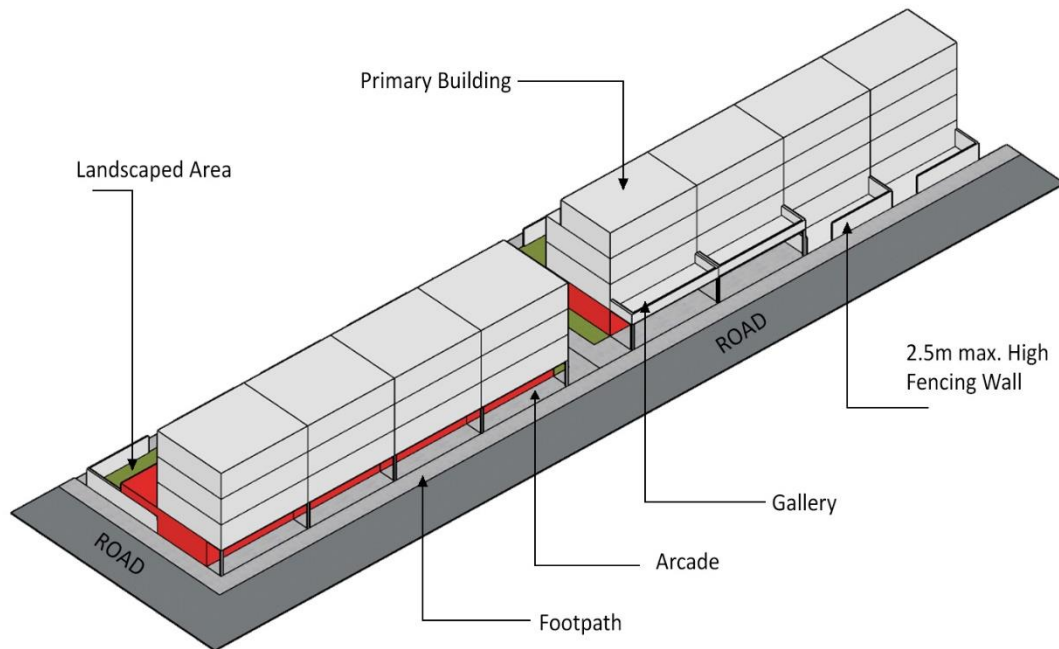 Primary Building
Landscaped Area
ROAD
2.5m max. High
Fencing Wall
Gallery
Arcade
ROAD
Footpath